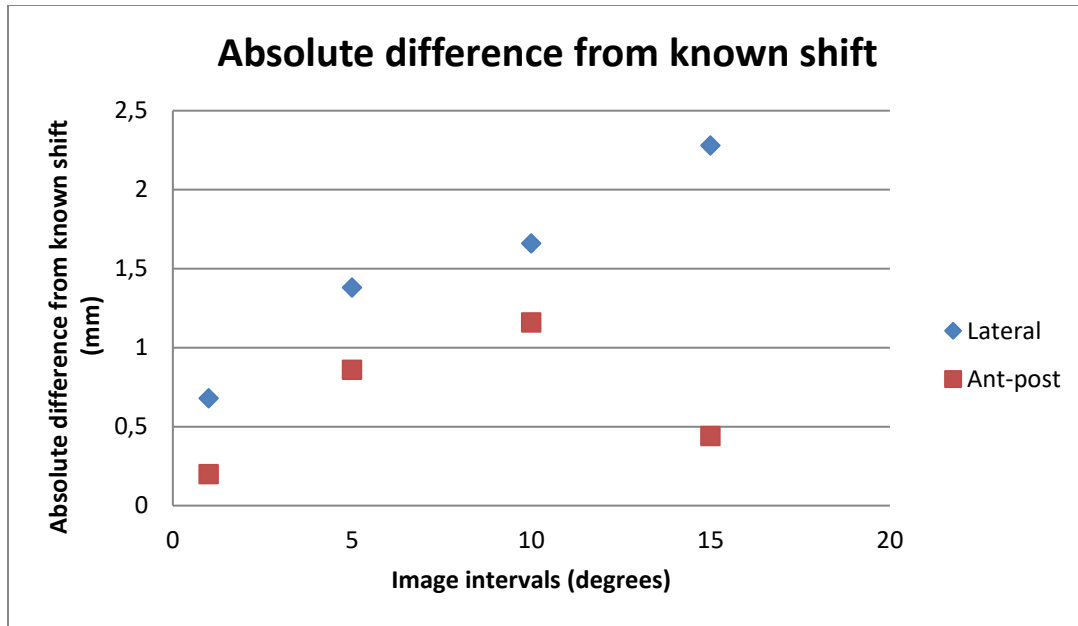 Absolute difference from known shift
Absolute difference from known shift
(mm)
2,5
2
1,5
1
0,5
0
0
5
10
15
20
Image intervals (degrees)
Lateral
Ant-post